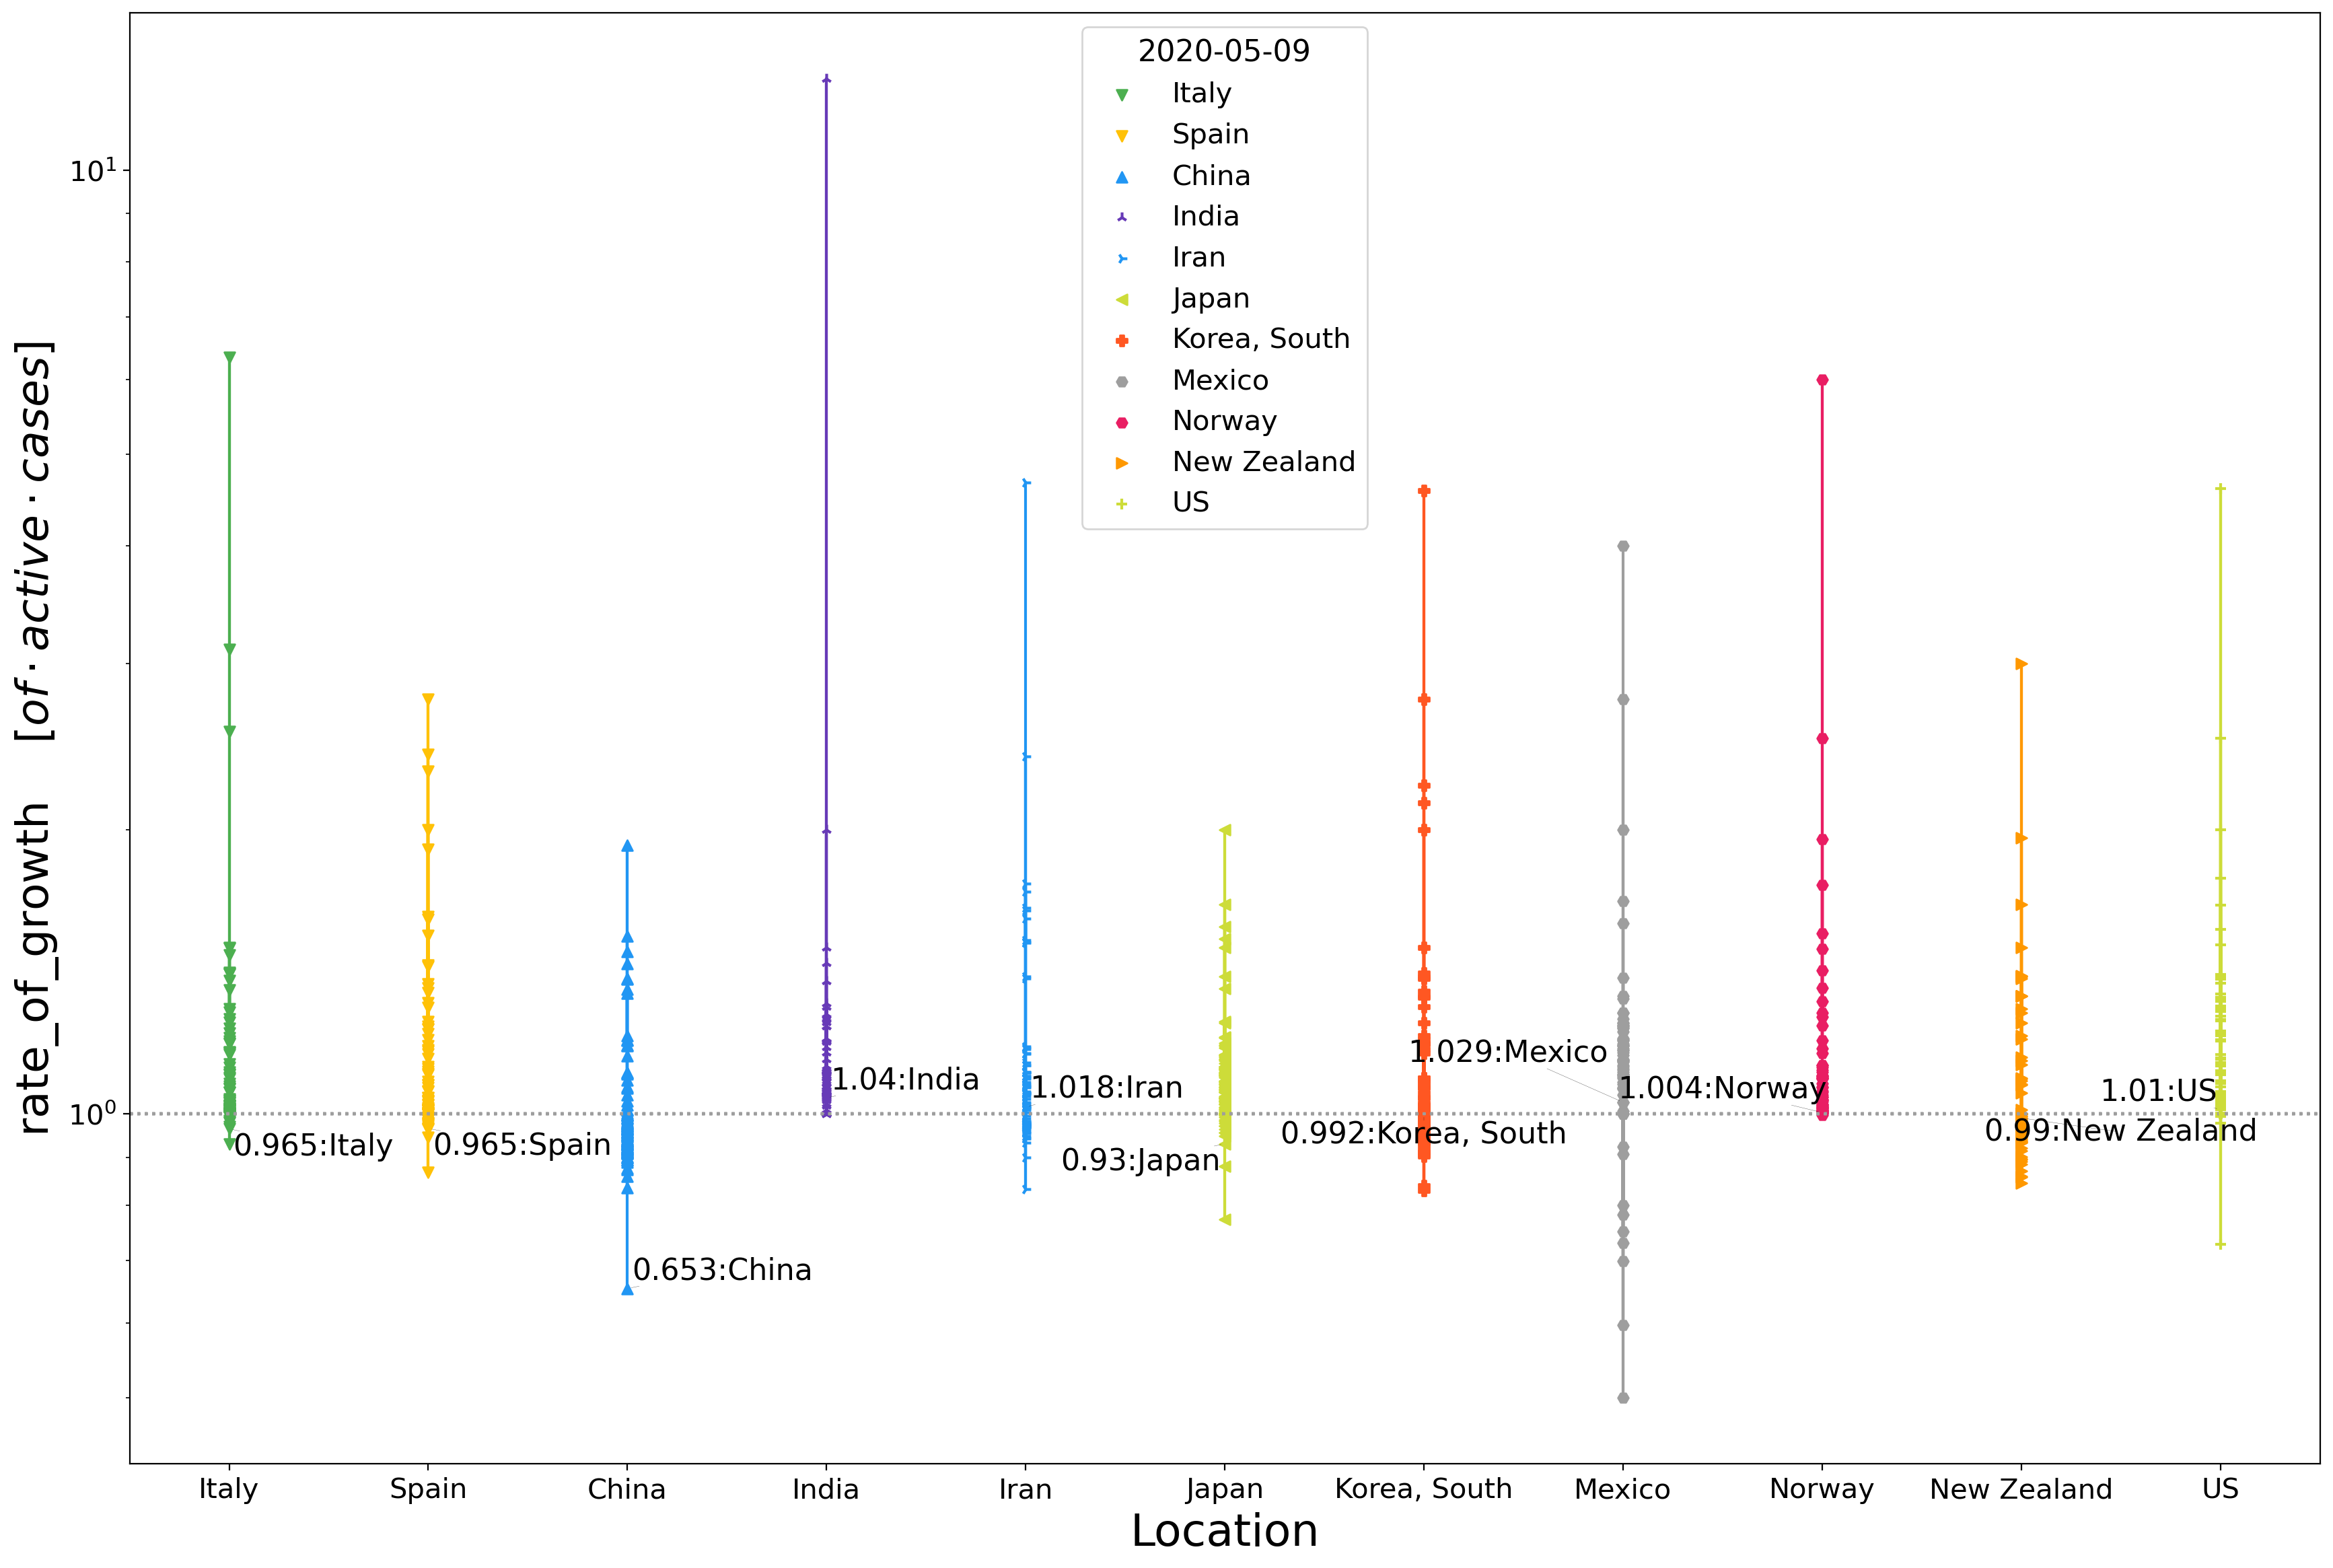 2020-05-09
Italy
Spain
China
India
Iran
Japan
Korea, South
Mexico
Norway
New Zealand
US
10¹
10⁰
rate_of_growth [of·active·cases]
1.029:Mexico
1.04:India
1.018:Iran
1.004:Norway
1.01:US
0.965:Italy
0.965:Spain
0.93:Japan
0.992:Korea, South
0.99:New Zealand
0.653:China
Italy
Spain
China
India
Iran
Japan
Korea, South
Mexico
Norway
New Zealand
US
Location